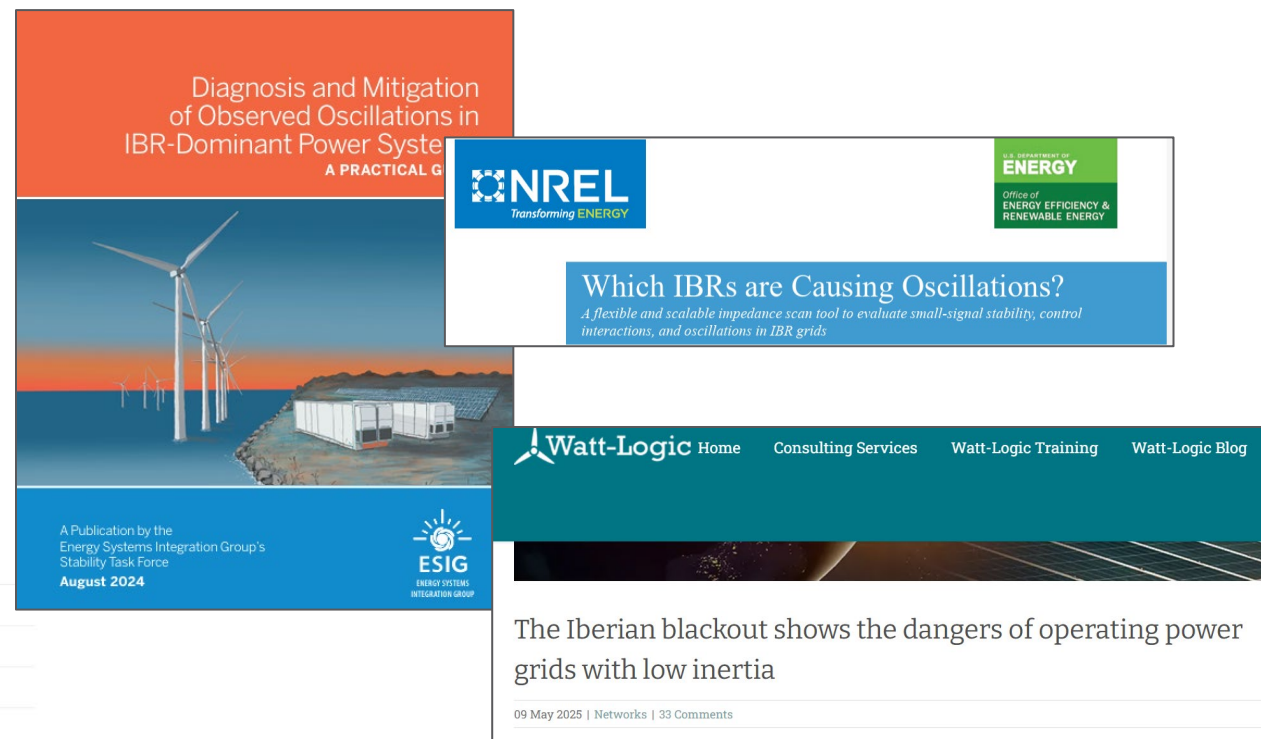 Diagnosis and Mitigation
of Observed Oscillations in
IBR-Dominant Power
A PRACTICAL
A Publication by the
Energy Systems Integration Group's
Stability Task Force
August 2024
ESIG
ENERGY SYSTEMS
INTEGRATION GROUP
NREL
Transforming ENERGY
U.S. DEPARTMENT OF
ENERGY
Office of
ENERGY EFFICIENCY &
RENEWABLE ENERGY
Which IBRs are Causing Oscillations?
A flexible and scalable impedance scan tool to evaluate small-signal stability, control
interactions, and oscillations in IBR grids
Watt-Logic Home Consulting Services Watt-Logic Training Watt-Logic Blog
The Iberian blackout shows the dangers of operating power
grids with low inertia
09 May 2025 | Networks | 33 Comments